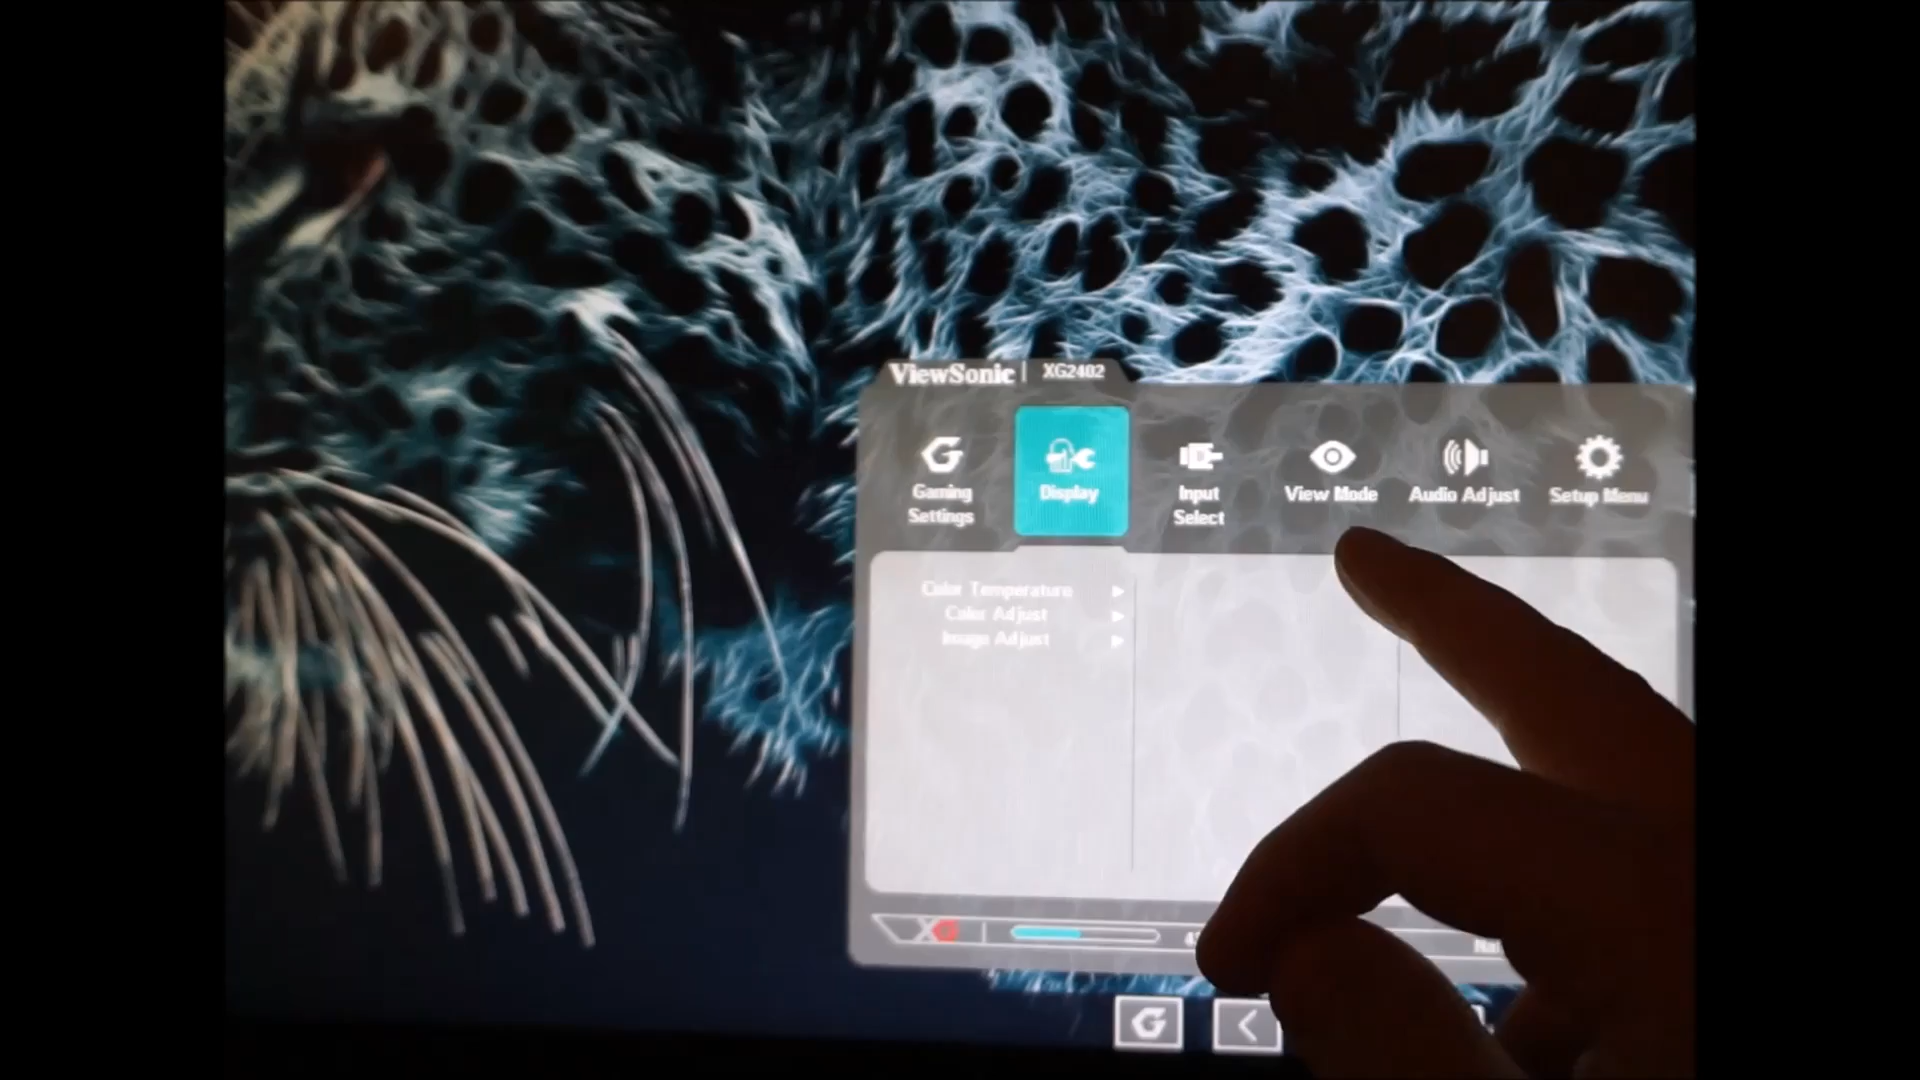 ViewSonic | XG2402
Gaming
Settings
Display
Input
Select
View Mode
Audio Adjust
Setup Menu
Color Temperature
Color Adjust
Image Adjust
XG